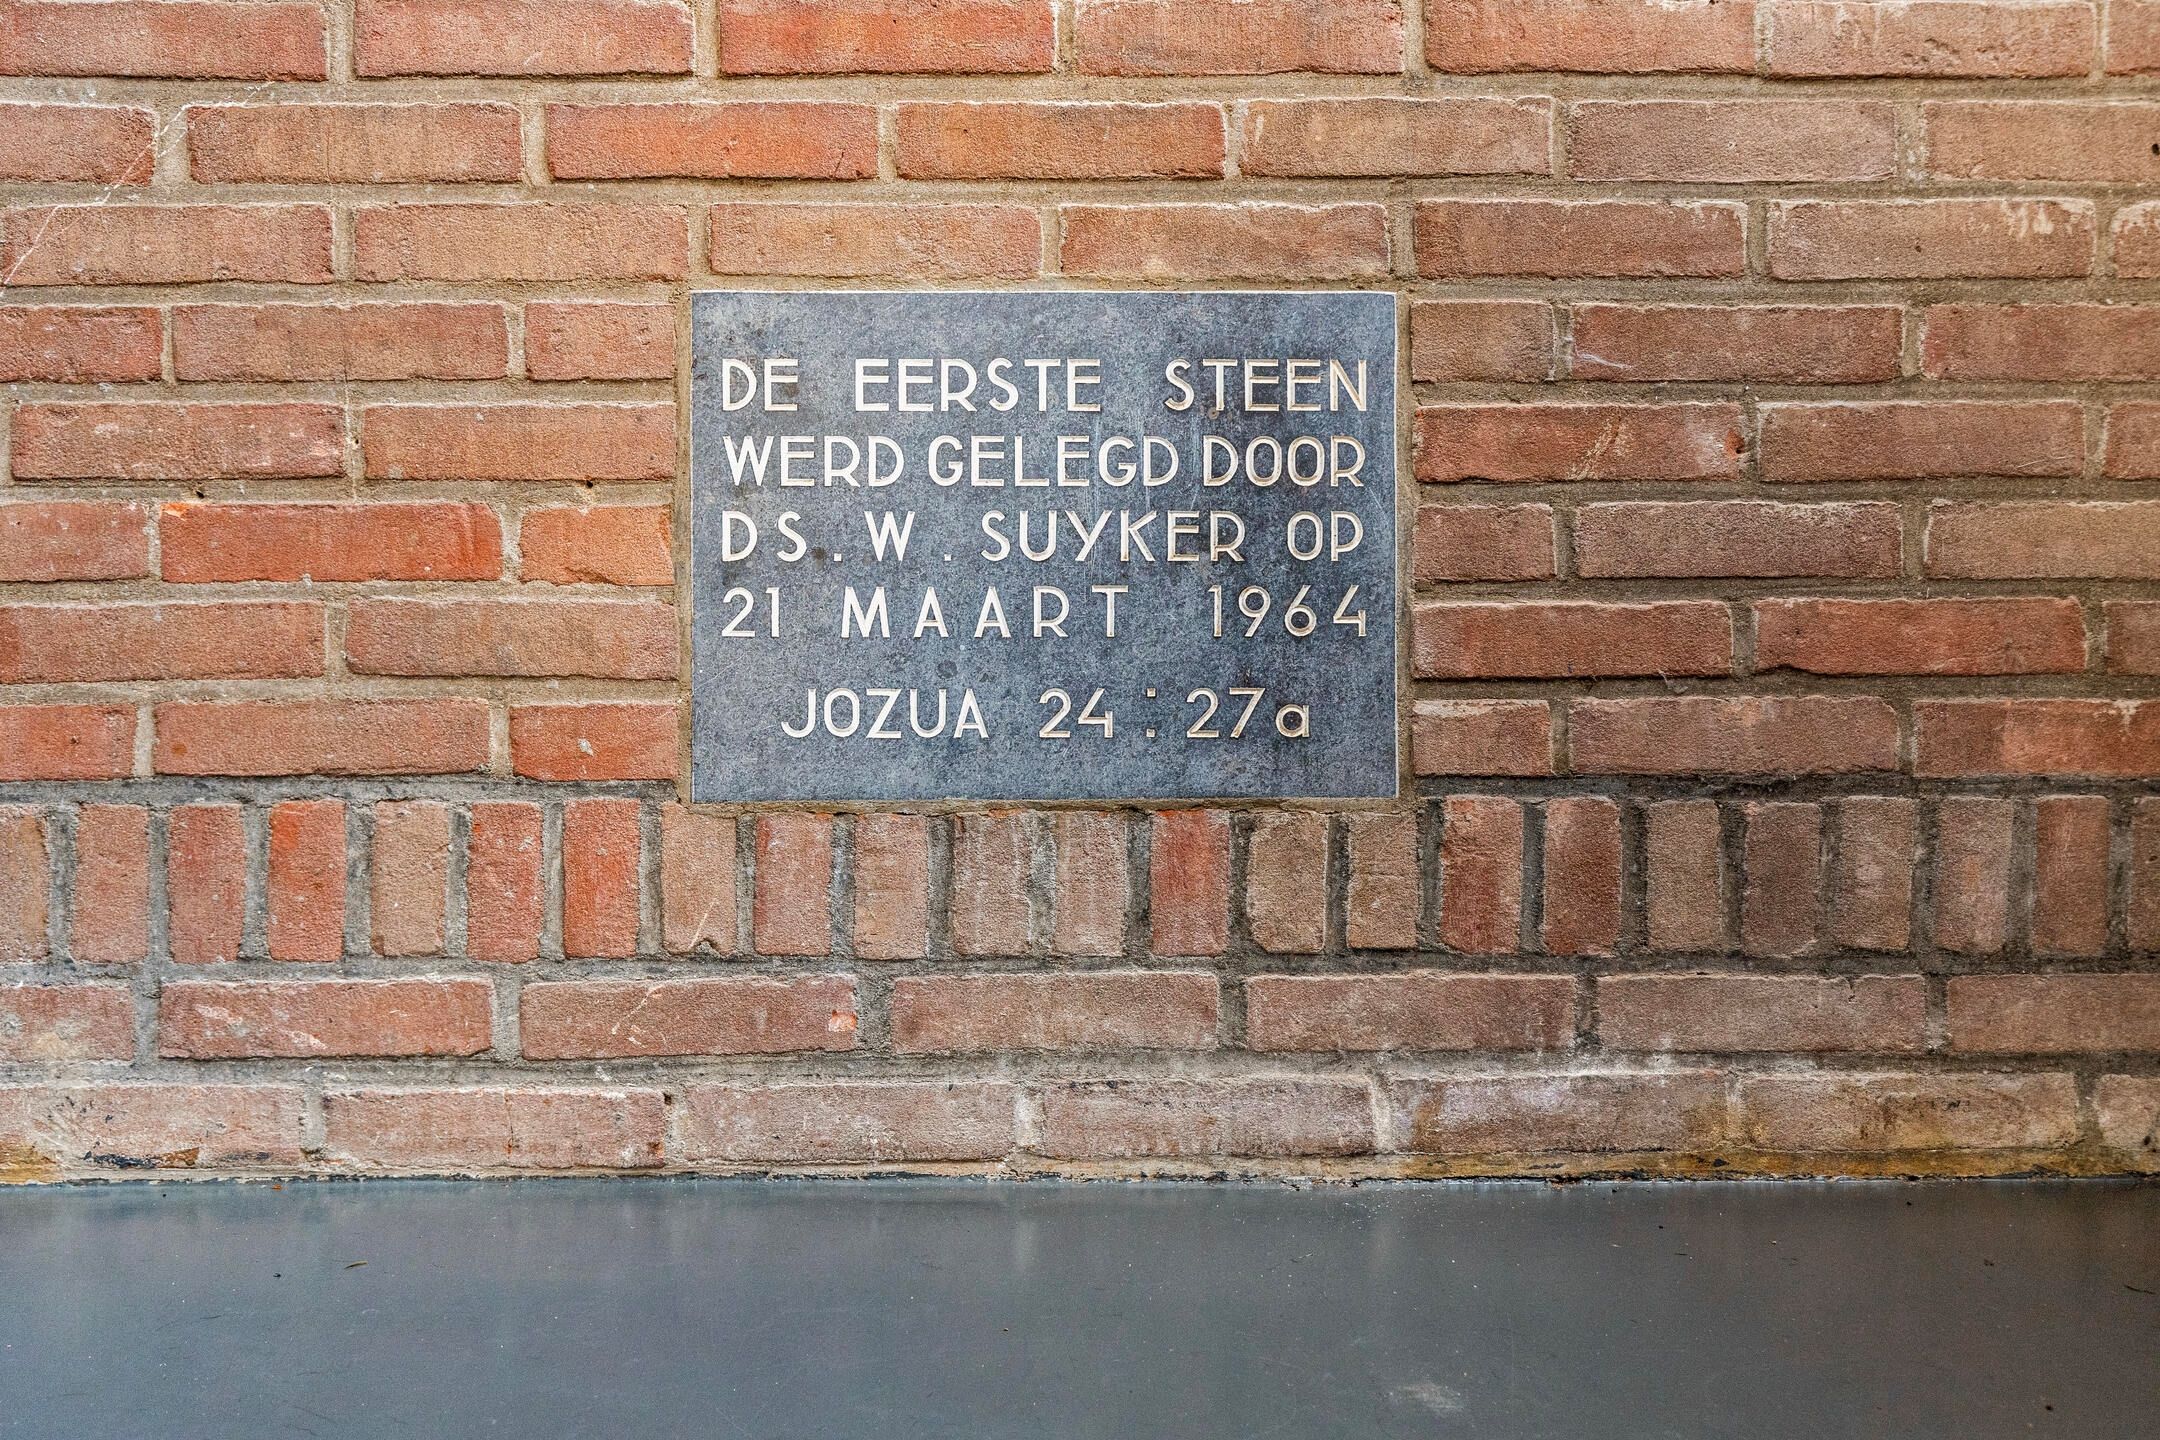 DE EERSTE STEEN
WERD GELEGD DOOR
DS. W. SUYKER OP
21 MAART 1964
JOZUA 24:27a